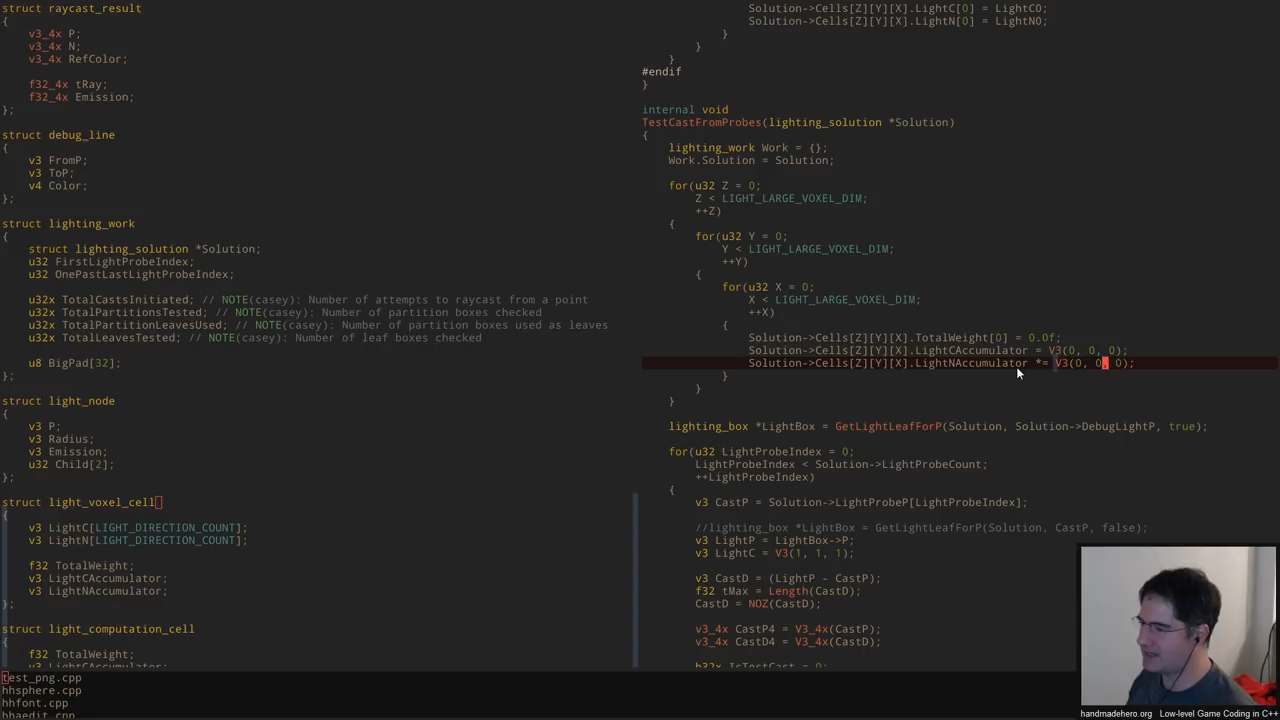 struct raycast_result
{
v3_4x P;
v3_4x N;
v3_4x RefColor;
f32_4x tRay;
f32_4x Emission;
};
struct debug_line
{
v3 FromP;
v3 ToP;
v4 Color;
};
struct lighting_work
{
struct lighting_solution *Solution;
u32 FirstLightProbeIndex;
u32 OnePastLastLightProbeIndex;
u32x TotalCastsInitiated; // NOTE(casey): Number of attempts to raycast from a point
u32x TotalPartitionsTested; // NOTE(casey): Number of partition boxes checked
u32x TotalPartitionLeavesUsed; // NOTE(casey): Number of partition boxes used as leaves
u32x TotalLeavesTested; // NOTE(casey): Number of leaf boxes checked
u8 BigPad[32];
};
struct light_node
{
v3 P;
v3 Radius;
v3 Emission;
u32 Child[2];
};
struct light_voxel_cell
{
v3 LightC[LIGHT_DIRECTION_COUNT];
v3 LightN[LIGHT_DIRECTION_COUNT];
f32 TotalWeight;
v3 LightCAccumulator;
v3 LightNAccumulator;
};
struct light_computation_cell
{
f32 TotalWeight;
v3 LightCAccumulator;
Solution->Cells[Z][Y][X].LightC[0] = LightC0;
Solution->Cells[Z][Y][X].LightN[0] = LightN0;
}
}
}
#endif
}
internal void
TestCastFromProbes(lighting_solution *Solution)
{
lighting_work Work = {};
Work.Solution = Solution;
for(u32 Z = 0;
Z < LIGHT_LARGE_VOXEL_DIM;
++Z)
{
for(u32 Y = 0;
Y < LIGHT_LARGE_VOXEL_DIM;
++Y)
{
for(u32 X = 0;
X < LIGHT_LARGE_VOXEL_DIM;
++X)
{
Solution->Cells[Z][Y][X].TotalWeight[0] = 0.0f;
Solution->Cells[Z][Y][X].LightCAccumulator = V3(0, 0, 0);
Solution->Cells[Z][Y][X].LightNAccumulator *= V3(0, 0, 0);
}
}
}
lighting_box *LightBox = GetLightLeafForP(Solution, Solution->DebugLightP, true);
for(u32 LightProbeIndex = 0;
LightProbeIndex < Solution->LightProbeCount;
++LightProbeIndex)
{
v3 CastP = Solution->LightProbeP[LightProbeIndex];
//lighting_box *LightBox = GetLightLeafForP(Solution, CastP, false);
v3 LightP = LightBox->P;
v3 LightC = V3(1, 1, 1);
v3 CastD = (LightP - CastP);
f32 tMax = Length(CastD);
CastD = NOZ(CastD);
v3_4x CastP4 = V3_4x(CastP);
v3_4x CastD4 = V3_4x(CastD);
b32x IsTestCast = 0;
test_png.cpp
hhsphere.cpp
hhfont.cpp
hhaedit.cpp
handmadehero.org Low-level Game Coding in C++